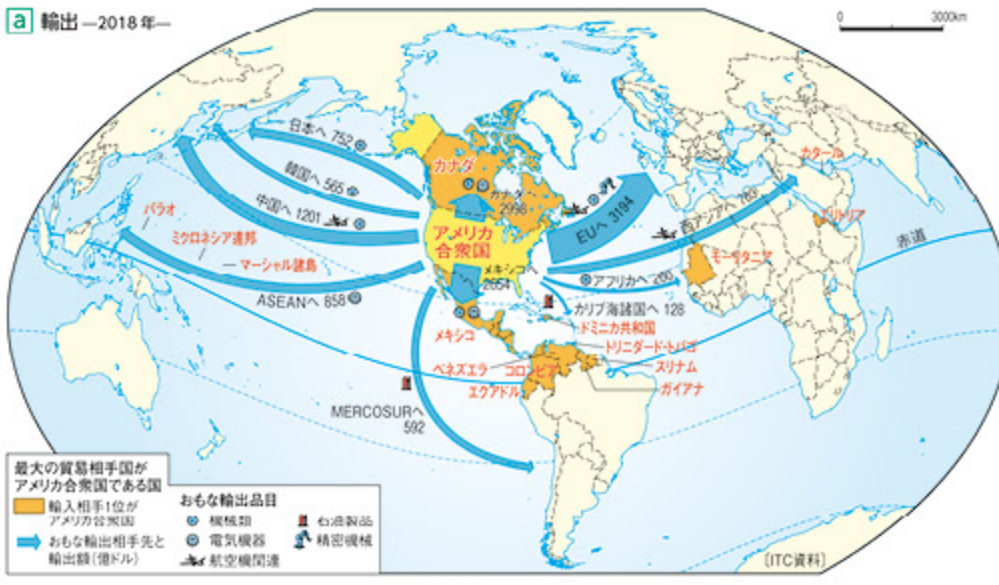 a 輸出 —2018年—
0 3000km
日本へ 752
韓国へ 565
中国へ 1201
ASEANへ 858
パラオ
ミクロネシア連邦
マーシャル諸島
カナダ
カナダへ
2998
アメリカ
合衆国
メキシコへ
2654
メキシコ
EUへ 3194
西アジアへ
カタール
エリトリア
モーリタニア
赤道
アフリカへ
カリブ海諸国へ 128
ドミニカ共和国
トリニダード・トバゴ
ベネズエラ
コロンビア
スリナム
エクアドル
ガイアナ
MERCOSURへ
592
最大の貿易相手国が
アメリカ合衆国である国
輸入相手1位が
アメリカ合衆国
おもな輸出相手先と
輸出額(億ドル)
おもな輸出品目
機械類
電気機器
航空機関連
石油製品
精密機械
〔ITC資料〕